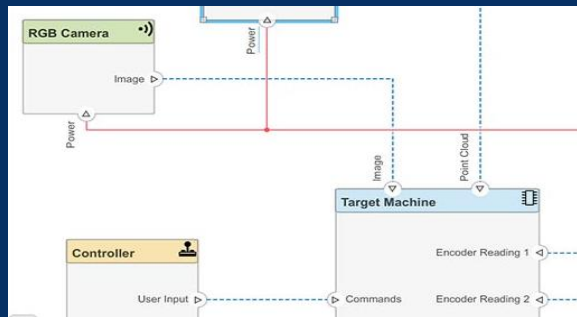 RGB Camera
Power
Image
Power
Image
Point Cloud
Target Machine
Encoder Reading 1
Controller
User Input
Commands
Encoder Reading 2